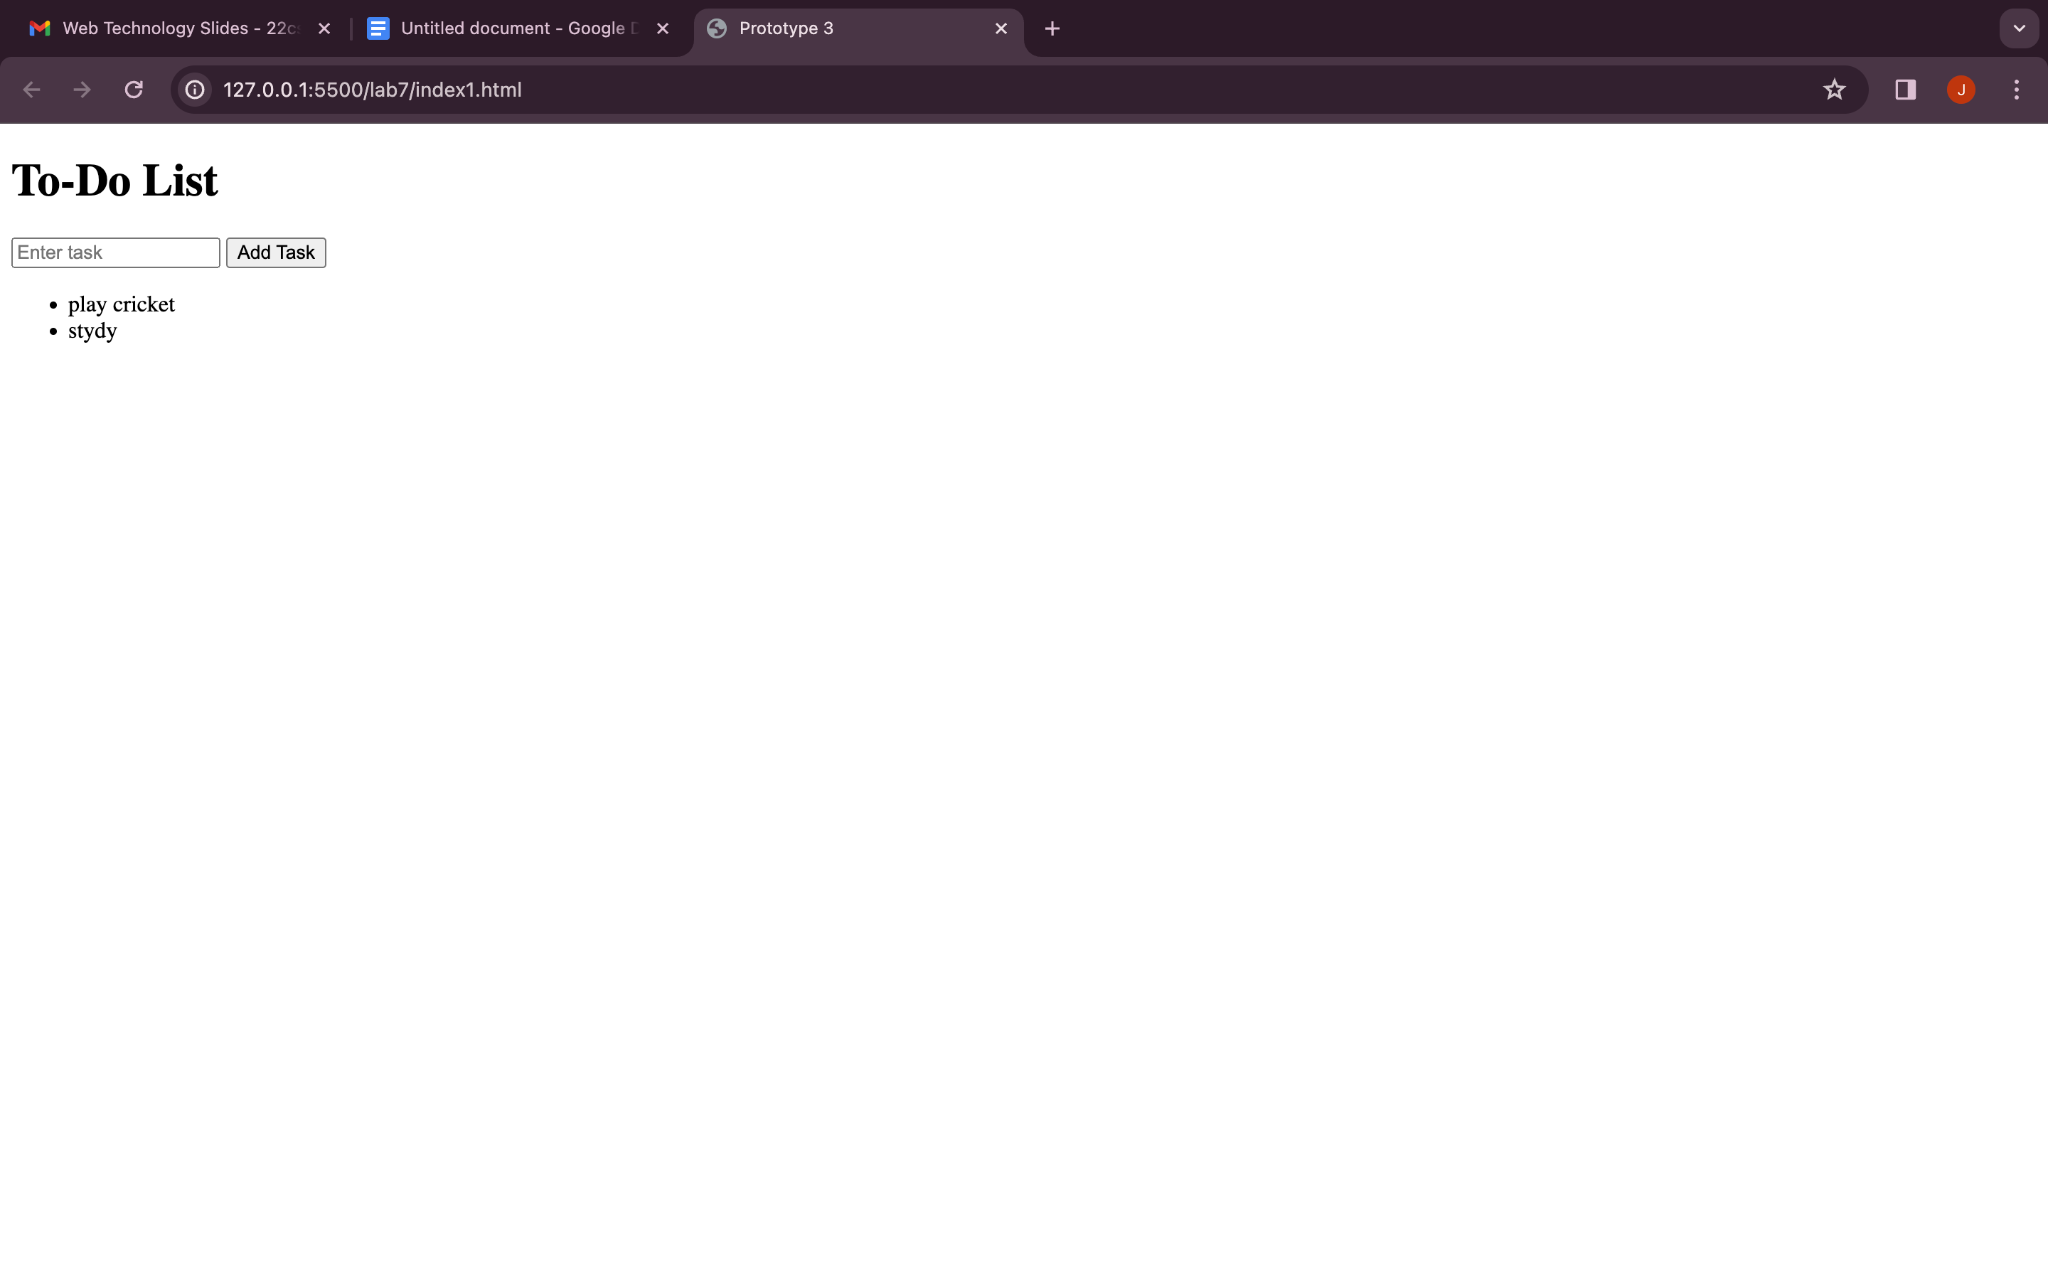 Web Technology Slides - 22c
Untitled document - Google
Prototype 3
127.0.0.1:5500/lab7/index1.html
J
To-Do List
Enter task
Add Task
• play cricket
• stydy